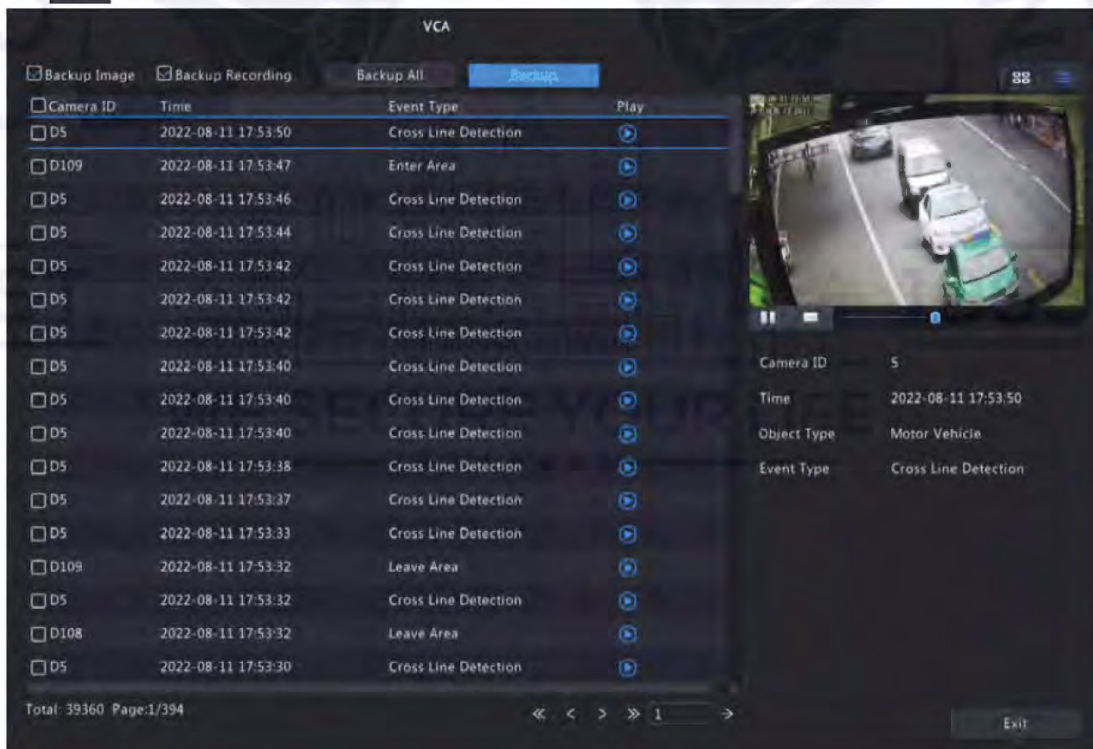 VCA
Backup Image Backup Recording Backup All Backup
Camera ID Time Event Type Play
D5 2022-08-11 17:53:50 Cross Line Detection
D109 2022-08-11 17:53:47 Enter Area
D5 2022-08-11 17:53:46 Cross Line Detection
D5 2022-08-11 17:53:44 Cross Line Detection
D5 2022-08-11 17:53:42 Cross Line Detection
D5 2022-08-11 17:53:42 Cross Line Detection
D5 2022-08-11 17:53:42 Cross Line Detection
D5 2022-08-11 17:53:40 Cross Line Detection
D5 2022-08-11 17:53:40 Cross Line Detection
D5 2022-08-11 17:53:40 Cross Line Detection
D5 2022-08-11 17:53:38 Cross Line Detection
D5 2022-08-11 17:53:37 Cross Line Detection
D5 2022-08-11 17:53:33 Cross Line Detection
D109 2022-08-11 17:53:32 Leave Area
D5 2022-08-11 17:53:32 Cross Line Detection
D108 2022-08-11 17:53:32 Leave Area
D5 2022-08-11 17:53:30 Cross Line Detection
Total: 39360 Page:1/394
« < > » 1 →
Camera ID 5
Time 2022-08-11 17:53:50
Object Type Motor Vehicle
Event Type Cross Line Detection
Exit
SECURE YOUR LIFE